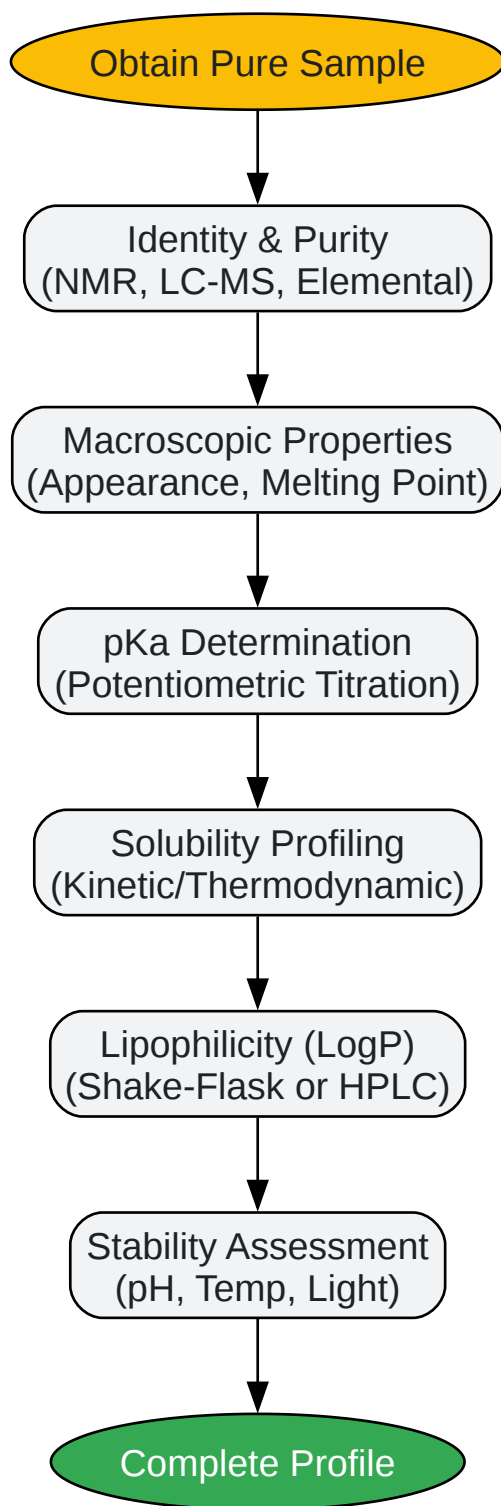 Obtain Pure Sample
Identity & Purity
(NMR, LC-MS, Elemental)
Macroscopic Properties
(Appearance, Melting Point)
pKa Determination
(Potentiometric Titration)
Solubility Profiling
(Kinetic/Thermodynamic)
Lipophilicity (LogP)
(Shake-Flask or HPLC)
Stability Assessment
(pH, Temp, Light)
Complete Profile